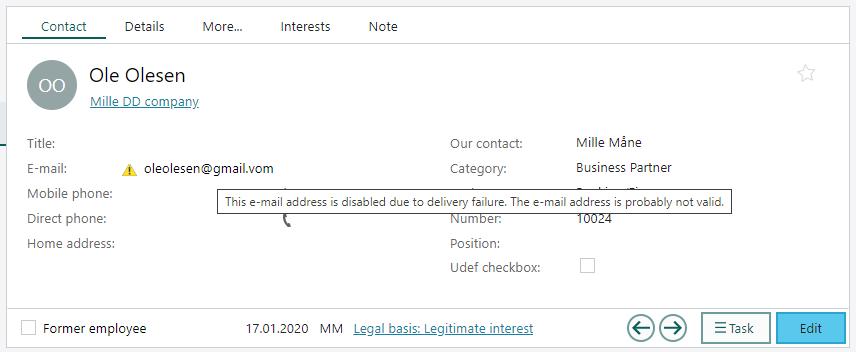 Contact Details More... Interests Note
OO
Ole Olesen
Mille DD company
Title:
E-mail: oleolesen@gmail.vom
Mobile phone:
Direct phone:
Home address:
Our contact: Mille Måne
Category: Business Partner
This e-mail address is disabled due to delivery failure. The e-mail address is probably not valid.
Number: 10024
Position:
Udef checkbox:
Former employee 17.01.2020 MM Legal basis: Legitimate interest Task Edit